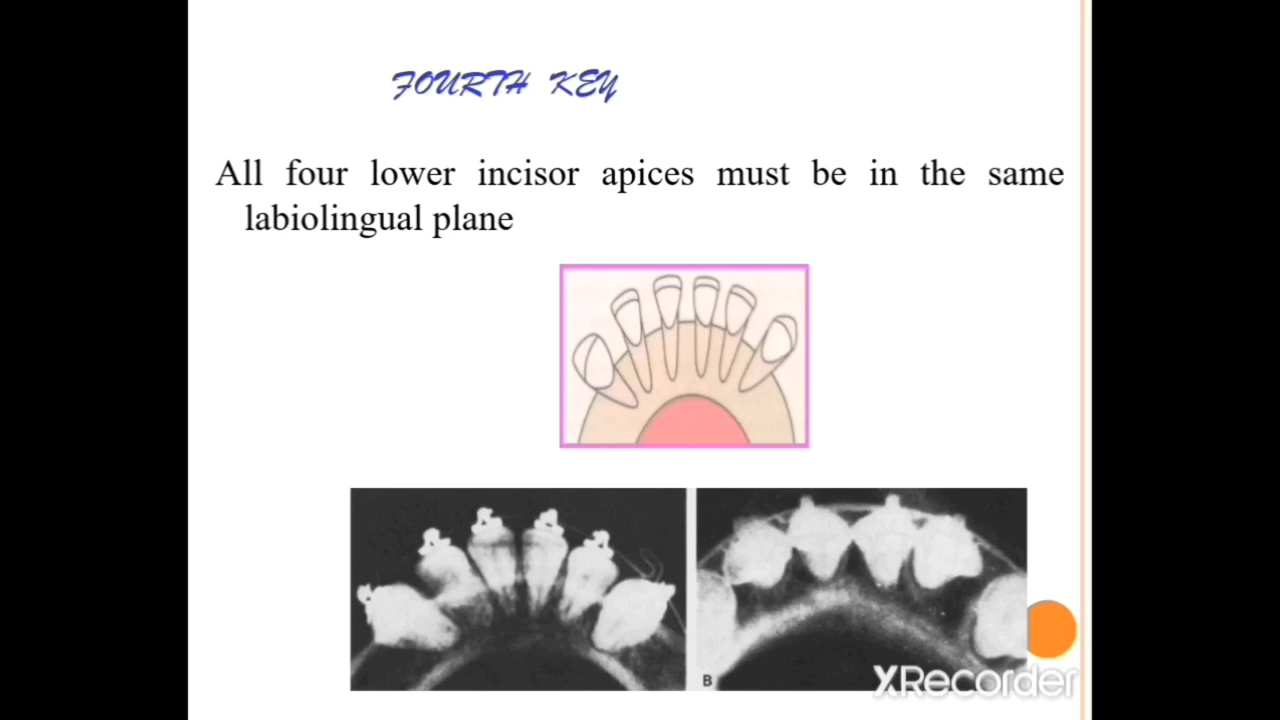 FOURTH KEY
All four lower incisor apices must be in the same
labiolingual plane
B
XRecorder